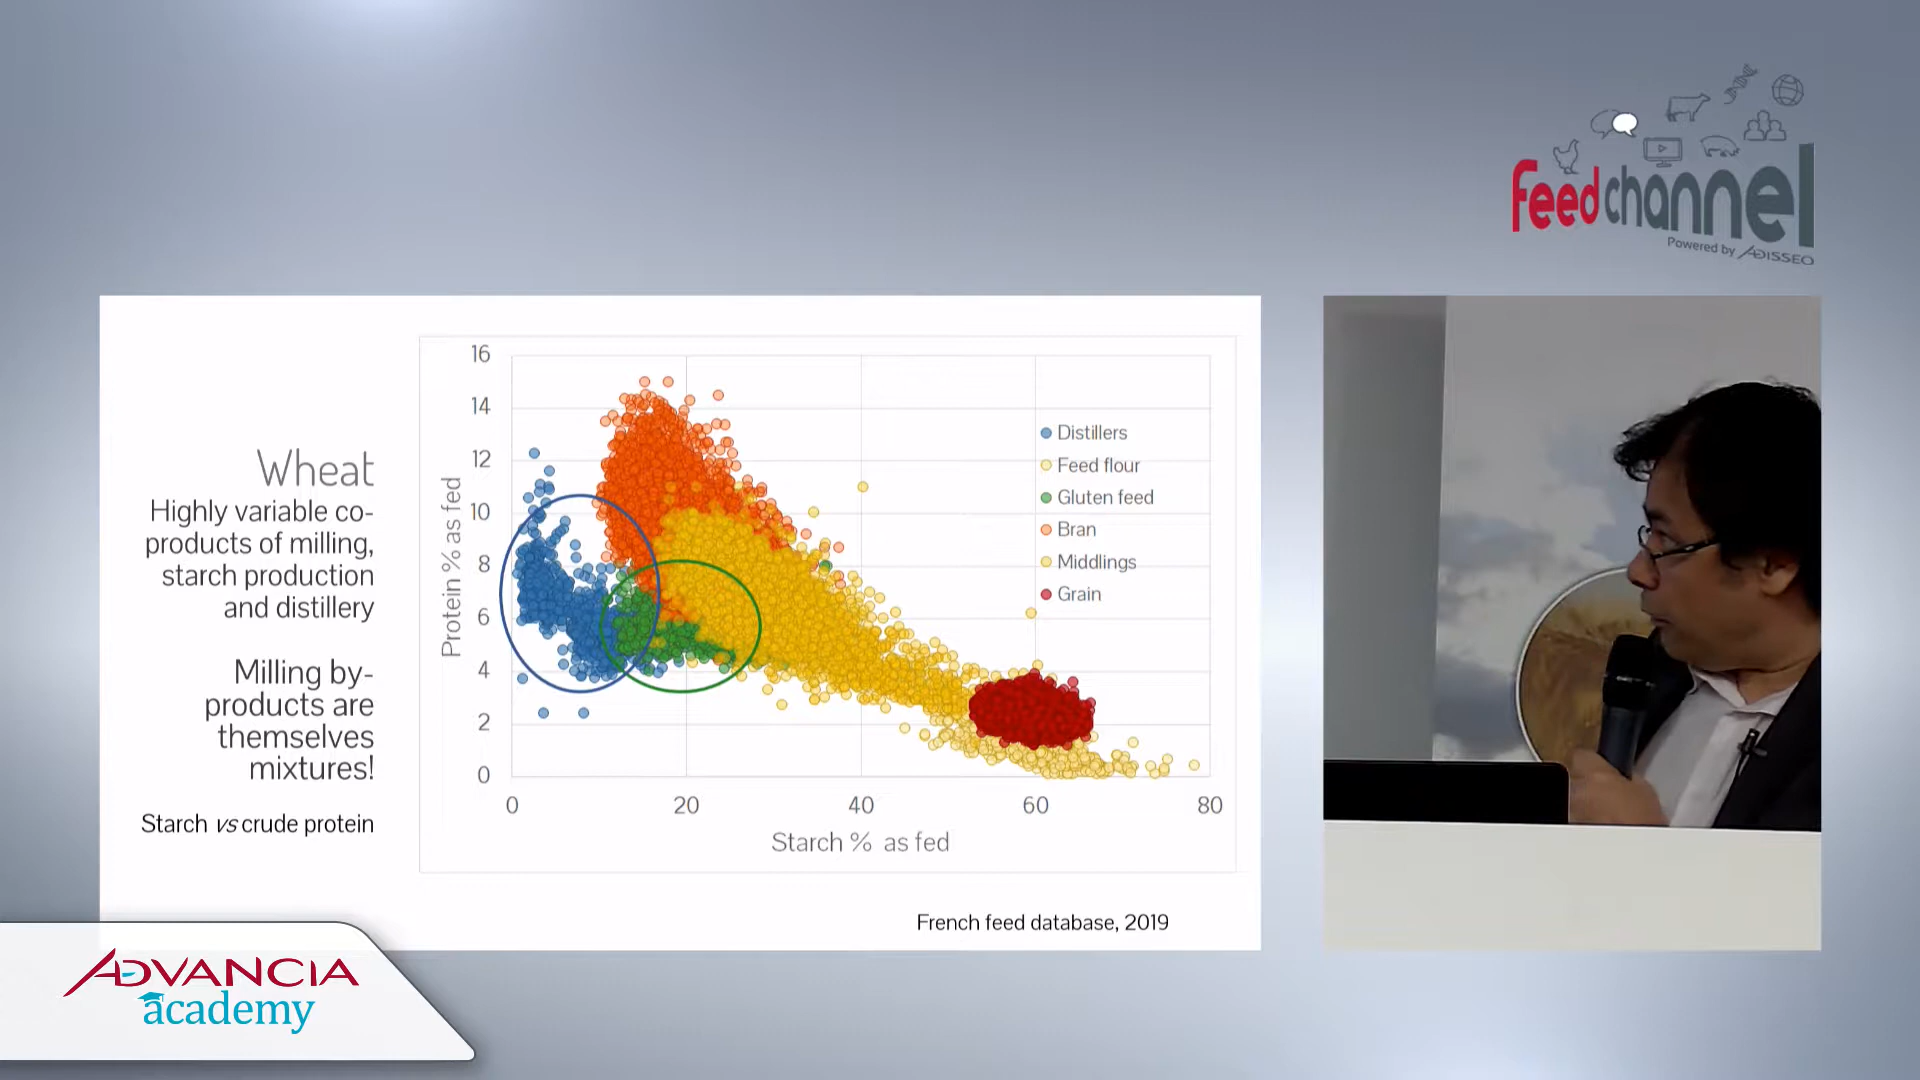 feedchannel
Powered by ADISSEO
Wheat
Highly variable co-
products of milling,
starch production
and distillery
Milling by-
products are
themselves
mixtures!
Starch vs crude protein
Protein % as fed
16
14
12
10
8
6
4
2
0
0 20 40 60 80
Starch % as fed
Distillers
Feed flour
Gluten feed
Bran
Middlings
Grain
French feed database, 2019
ADVANCIA
academy